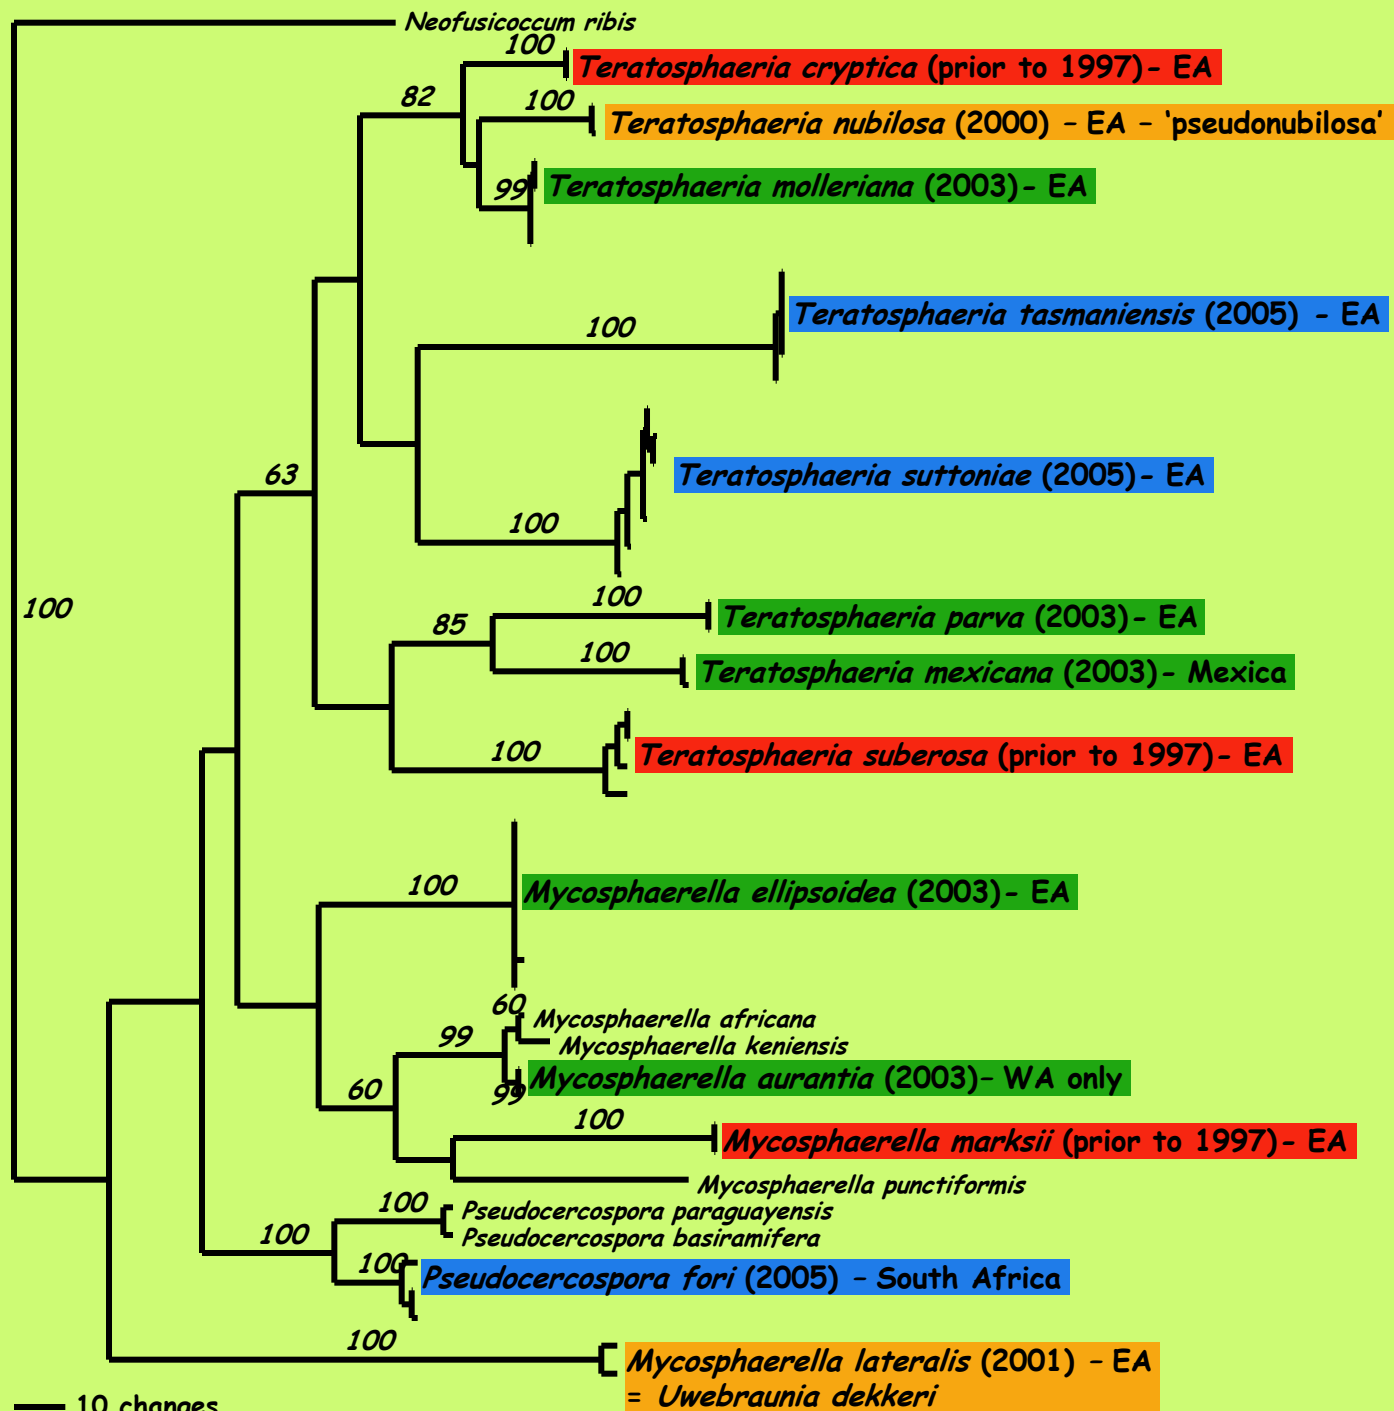 Neofusicoccum ribis
100
Teratosphaeria cryptica (prior to 1997)- EA
82
100
Teratosphaeria nubilosa (2000) - EA - 'pseudonubilosa'
99
Teratosphaeria molleriana (2003)- EA
100
Teratosphaeria tasmaniensis (2005) - EA
63
Teratosphaeria suttoniae (2005)- EA
100
100
100
Teratosphaeria parva (2003)- EA
85
100
Teratosphaeria mexicana (2003)- Mexica
100
Teratosphaeria suberosa (prior to 1997)- EA
100
Mycosphaerella ellipsoidea (2003)- EA
60
Mycosphaerella africana
99
Mycosphaerella keniensis
Mycosphaerella aurantia (2003)- WA only
60
99
100
Mycosphaerella marksii (prior to 1997)- EA
Mycosphaerella punctiformis
100
Pseudocercospora paraguayensis
100
Pseudocercospora basiramifera
100
Pseudocercospora fori (2005) - South Africa
100
Mycosphaerella lateralis (2001) - EA
= Uwebraunia dekkeri
10 changes